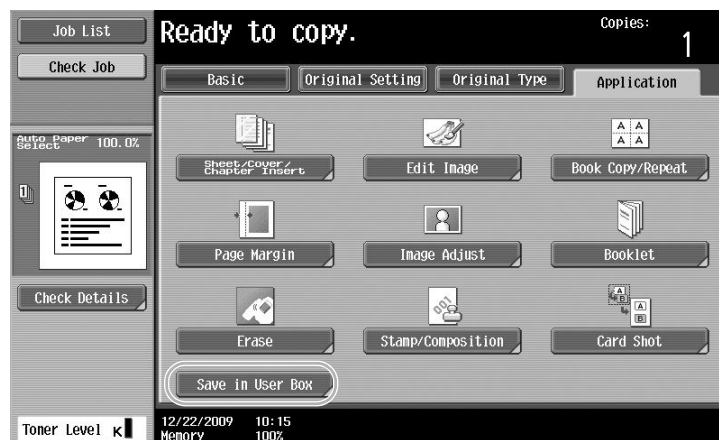 Job List
Check Job
Ready to copy.
Copies:
1
Basic
Original Setting
Original Type
Application
Auto Paper
Select
100.0%
Sheet/Cover/
Chapter Insert
Edit Image
Book Copy/Repeat
A A
A A
Page Margin
Image Adjust
Booklet
Check Details
001
A
B
A
B
Erase
Stamp/Composition
Card Shot
Save in User Box
Toner Level K
12/22/2009 10:15
Memory 100%